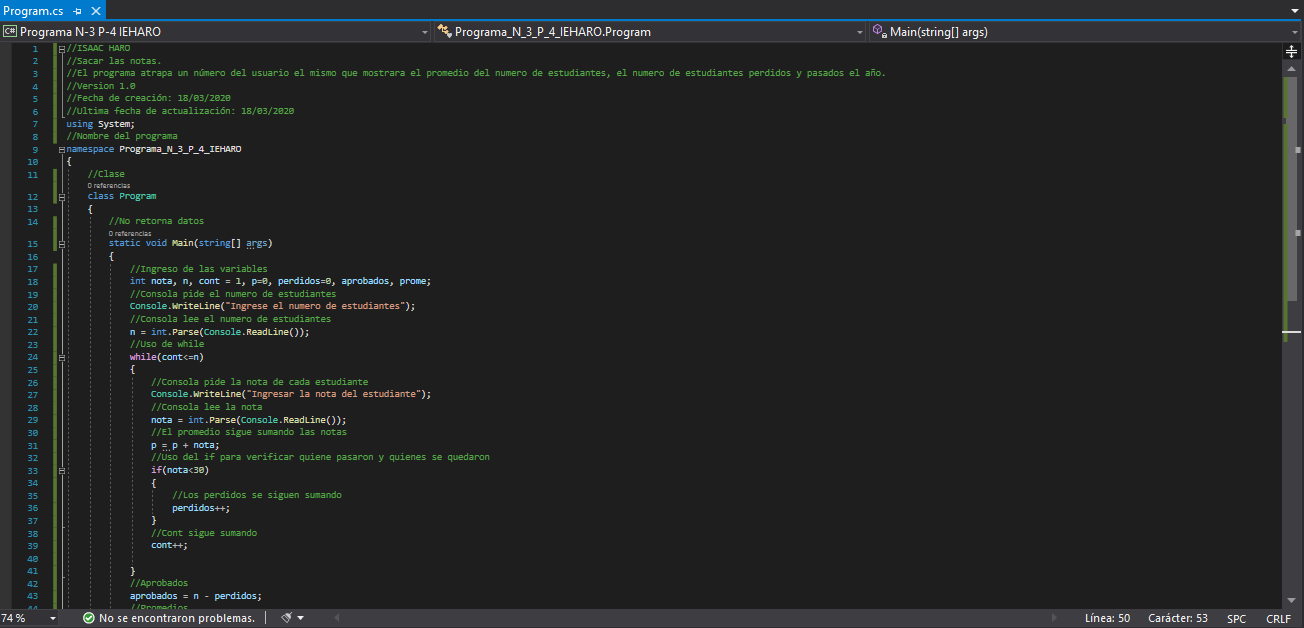 Program.cs
Programa N-3 P-4 IEHARO Programa_N_3_P_4_IEHARO.Program Main(string[] args)
1 //ISAAC HARO
2 //Sacar las notas.
3 //El programa atrapa un número del usuario el mismo que mostrara el promedio del numero de estudiantes, el numero de estudiantes perdidos y pasados el año.
4 //Version 1.0
5 //Fecha de creación: 18/03/2020
6 //Ultima fecha de actualización: 18/03/2020
7 using System;
8 //Nombre del programa
9 namespace Programa_N_3_P_4_IEHARO
10 {
11 //Clase
0 referencias
12 class Program
13 {
14 //No retorna datos
0 referencias
15 static void Main(string[] args)
16 {
17 //Ingreso de las variables
18 int nota, n, cont = 1, p=0, perdidos=0, aprobados, prome;
19 //Consola pide el numero de estudiantes
20 Console.WriteLine("Ingrese el numero de estudiantes");
21 //Consola lee el numero de estudiantes
22 n = int.Parse(Console.ReadLine());
23 //Uso de while
24 while(cont<=n)
25 {
26 //Consola pide la nota de cada estudiante
27 Console.WriteLine("Ingresar la nota del estudiante");
28 //Consola lee la nota
29 nota = int.Parse(Console.ReadLine());
30 //El promedio sigue sumando las notas
31 p = p + nota;
32 //Uso del if para verificar quiene pasaron y quienes se quedaron
33 if(nota<30)
34 {
35 //Los perdidos se siguen sumando
36 perdidos++;
37 }
38 //Cont sigue sumando
39 cont++;
40
41 }
42 //Aprobados
43 aprobados = n - perdidos;
44 //Promedios
74 % No se encontraron problemas. Línea: 50 Carácter: 53 SPC CRLF